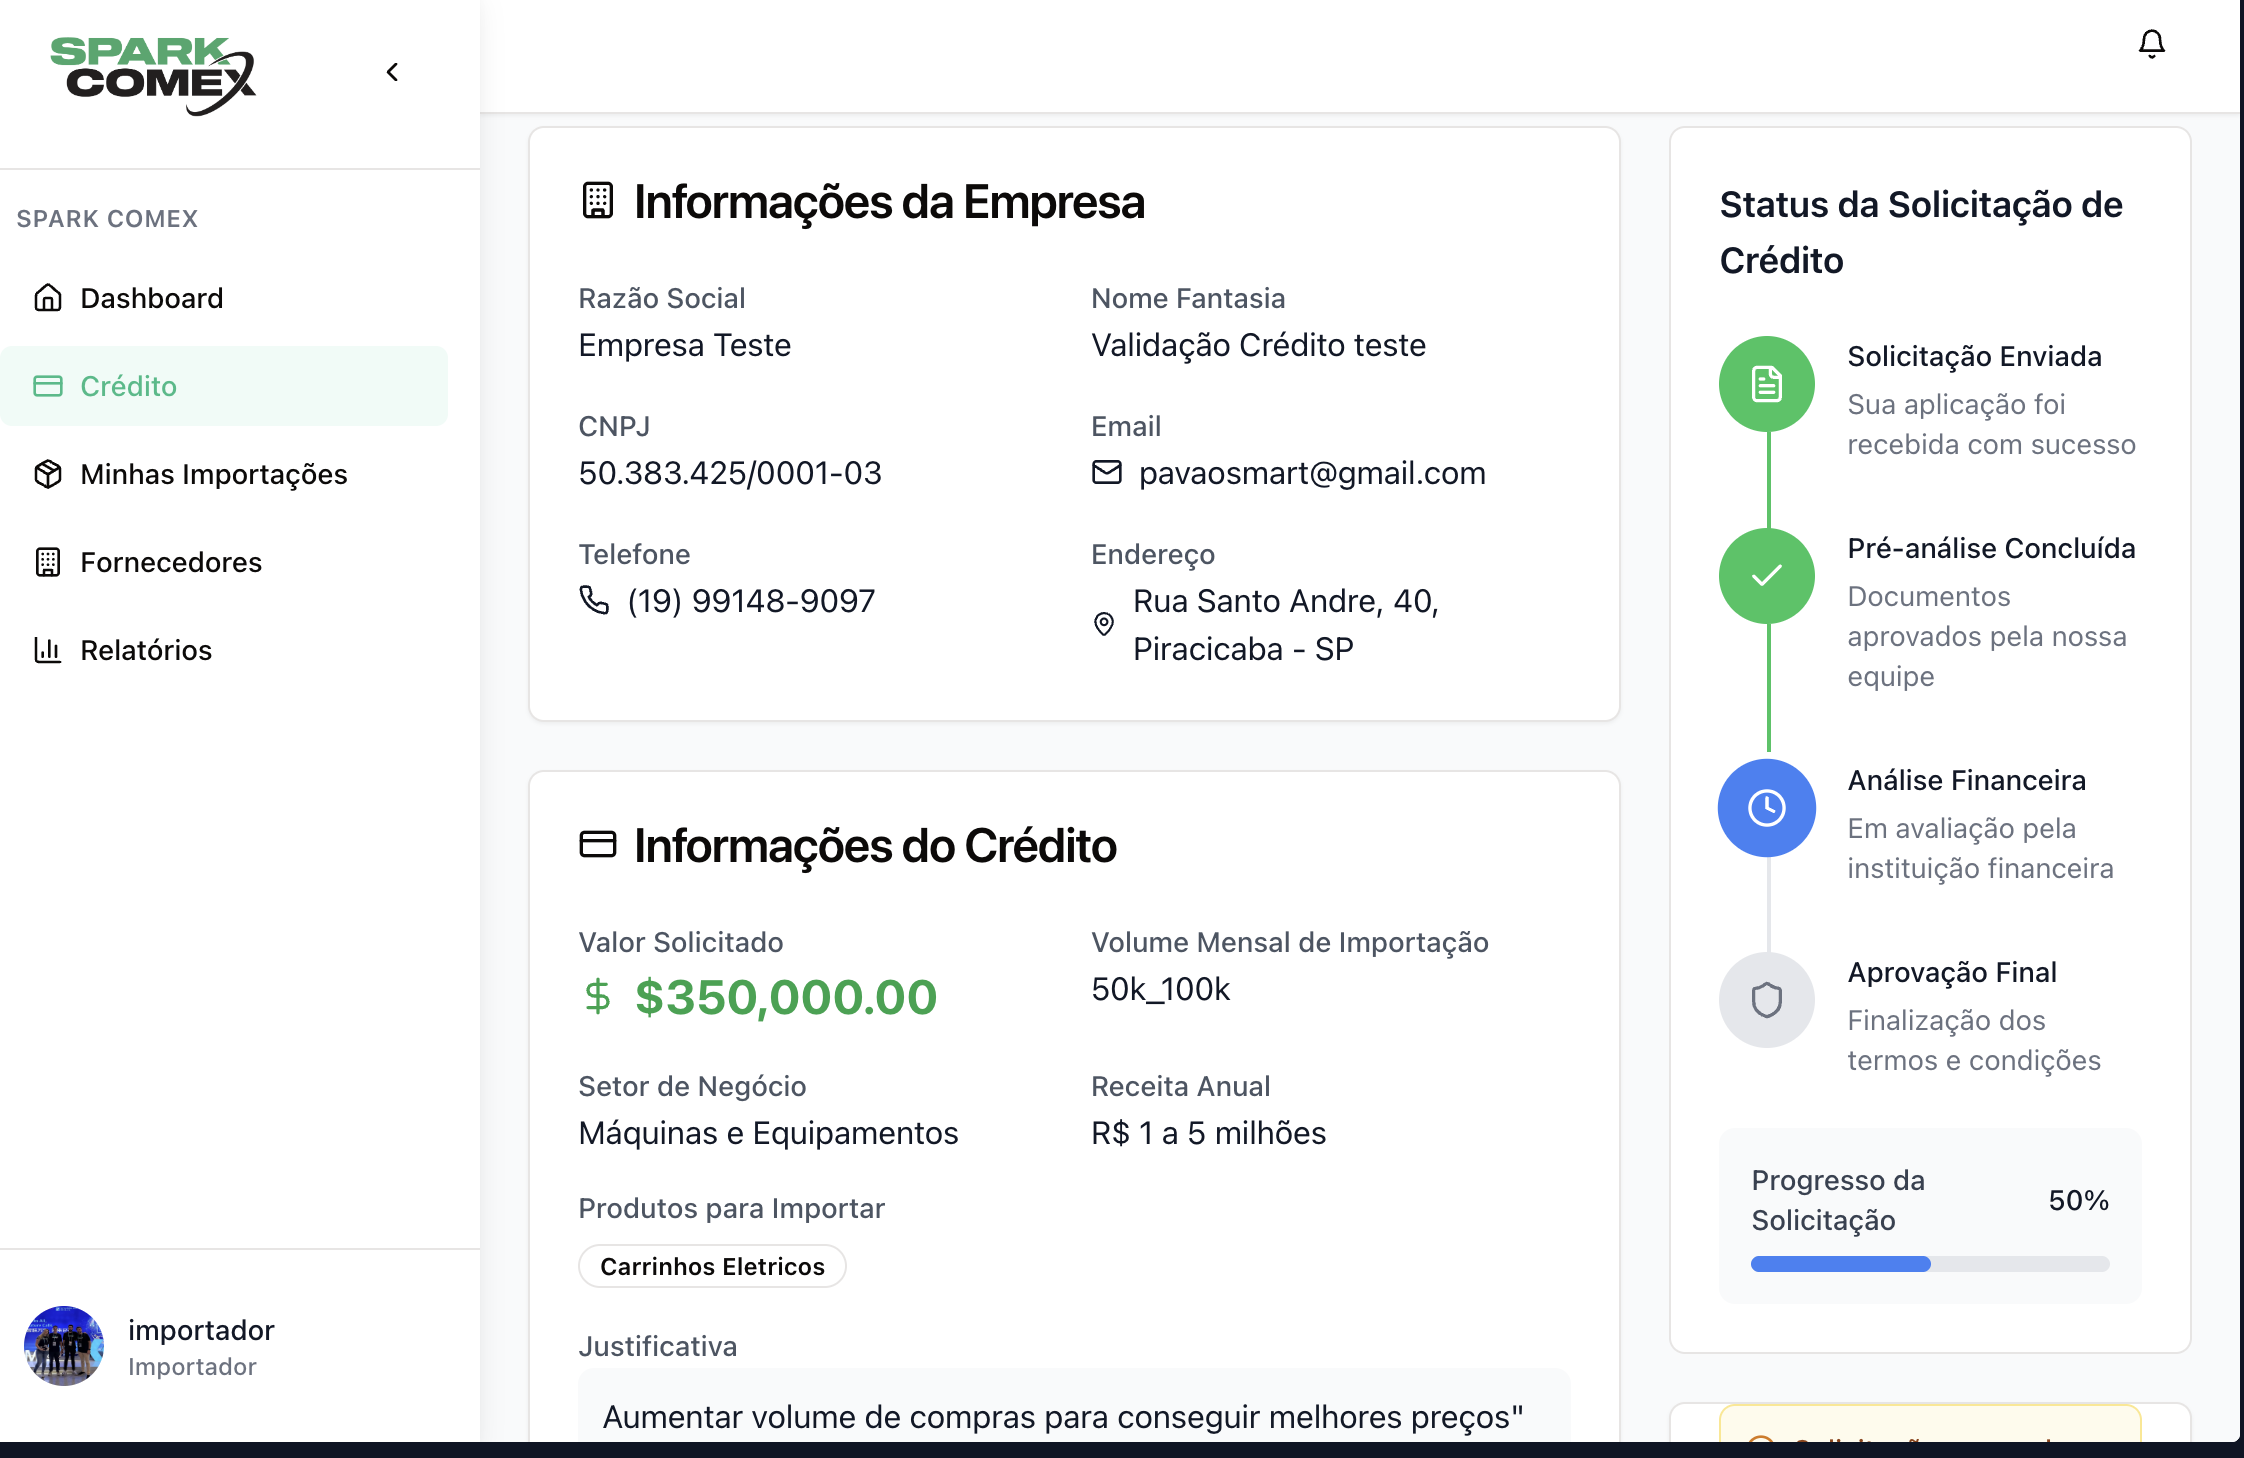 SPARK
COMEX
SPARK COMEX
Dashboard
Crédito
Minhas Importações
Fornecedores
Relatórios
importador
Importador
Informações da Empresa
Razão Social
Empresa Teste
Nome Fantasia
Validação Crédito teste
CNPJ
50.383.425/0001-03
Email
pavaosmart@gmail.com
Telefone
(19) 99148-9097
Endereço
Rua Santo Andre, 40,
Piracicaba - SP
Informações do Crédito
Valor Solicitado
$ $350,000.00
Volume Mensal de Importação
50k_100k
Setor de Negócio
Máquinas e Equipamentos
Receita Anual
R$ 1 a 5 milhões
Produtos para Importar
Carrinhos Eletricos
Justificativa
Aumentar volume de compras para conseguir melhores preços"
Status da Solicitação de
Crédito
Solicitação Enviada
Sua aplicação foi
recebida com sucesso
Pré-análise Concluída
Documentos
aprovados pela nossa
equipe
Análise Financeira
Em avaliação pela
instituição financeira
Aprovação Final
Finalização dos
termos e condições
Progresso da
Solicitação
50%